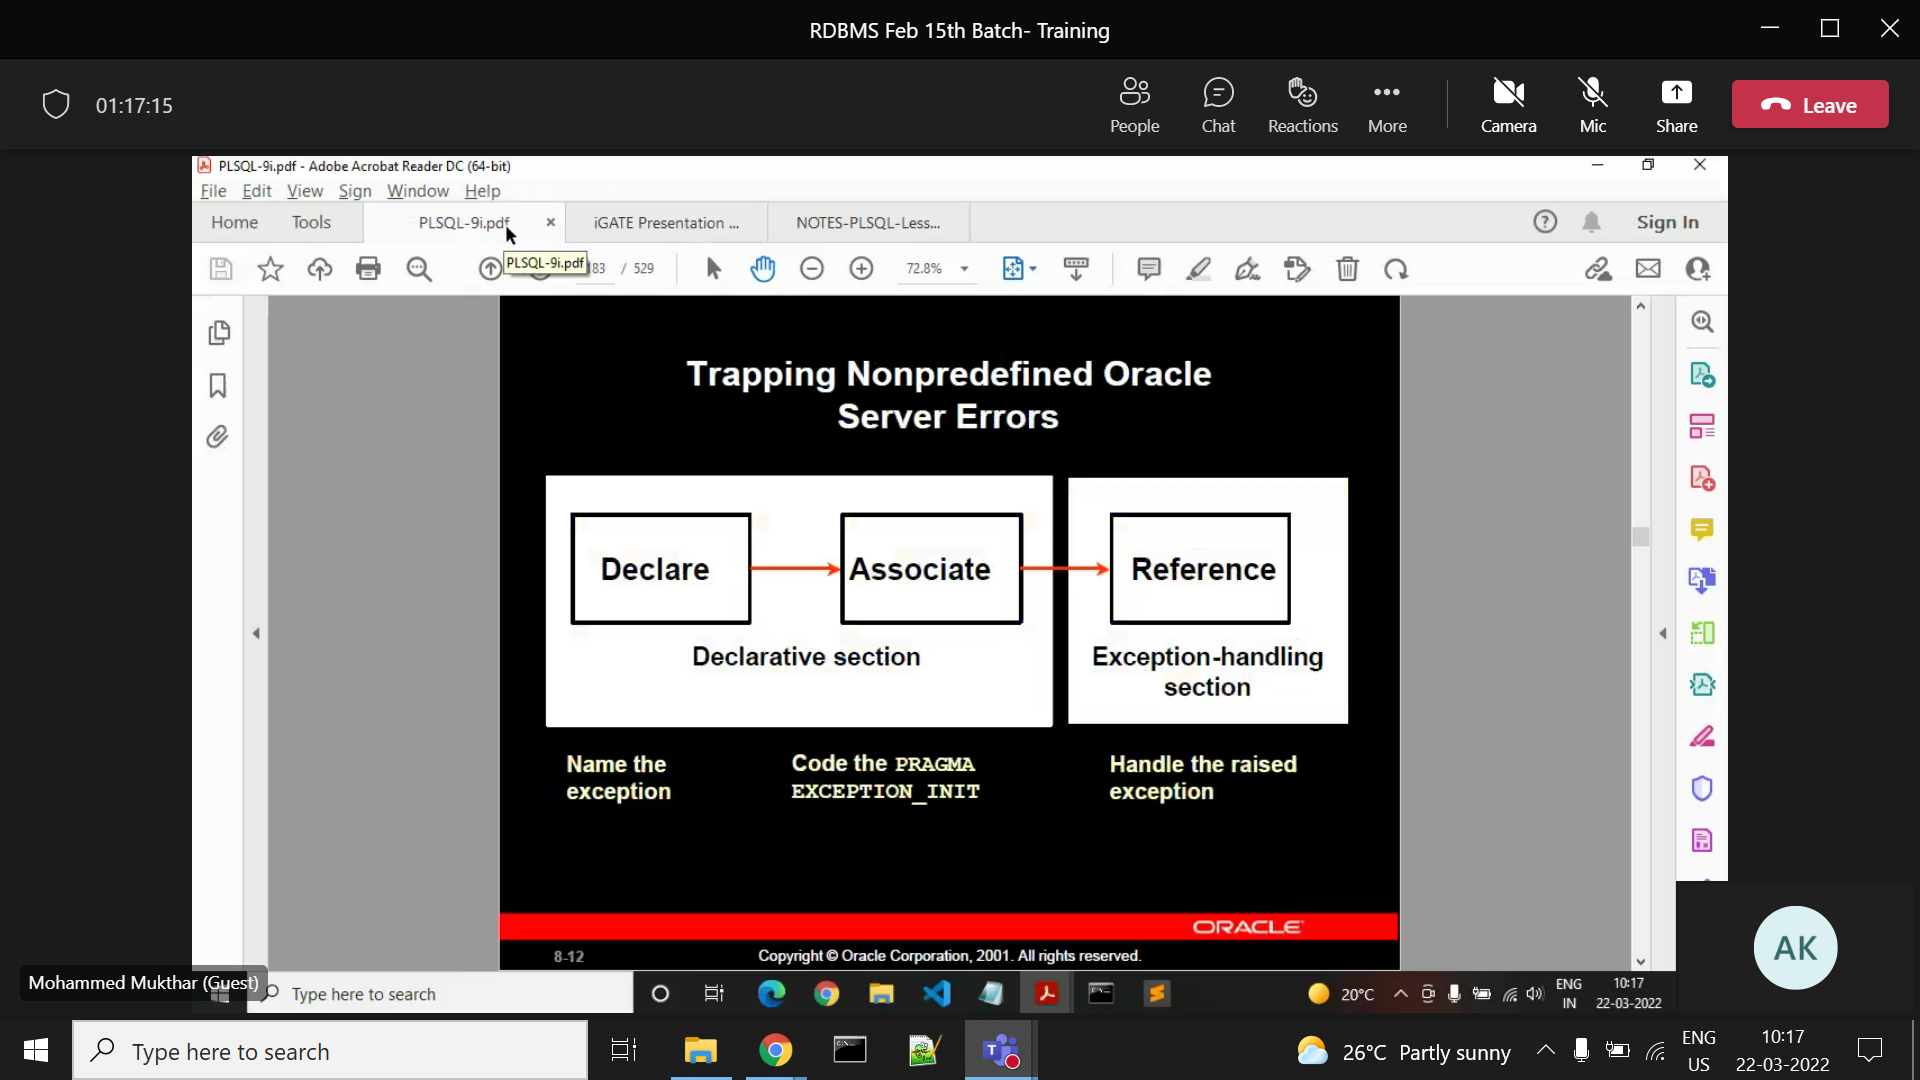 RDBMS Feb 15th Batch- Training
01:17:15
People
Chat
Reactions
More
Camera
Mic
Share
Leave
PLSQL-9i.pdf - Adobe Acrobat Reader DC (64-bit)
File Edit View Sign Window Help
Home Tools PLSQL-9i.pdf iGATE Presentation ... NOTES-PLSQL-Less... Sign In
PLSQL-9i.pdf
/ 529
72.8%
Trapping Nonpredefined Oracle
Server Errors
Declare Associate Reference
Declarative section
Exception-handling
section
Name the
exception
Code the PRAGMA
EXCEPTION_INIT
Handle the raised
exception
ORACLE
8-12 Copyright © Oracle Corporation, 2001. All rights reserved.
AK
Mohammed Mukthar (Guest)
Type here to search
20°C
ENG
IN
10:17
22-03-2022
Type here to search
26°C Partly sunny
ENG
US
10:17
22-03-2022